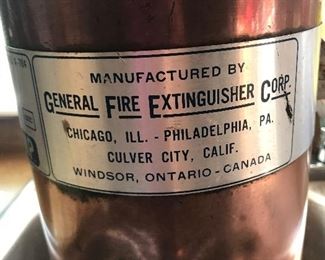 MANUFACTURED BY
GENERAL FIRE EXTINGUISHER CORP.
CHICAGO, ILL. - PHILADELPHIA, PA.
CULVER CITY, CALIF.
WINDSOR, ONTARIO - CANADA